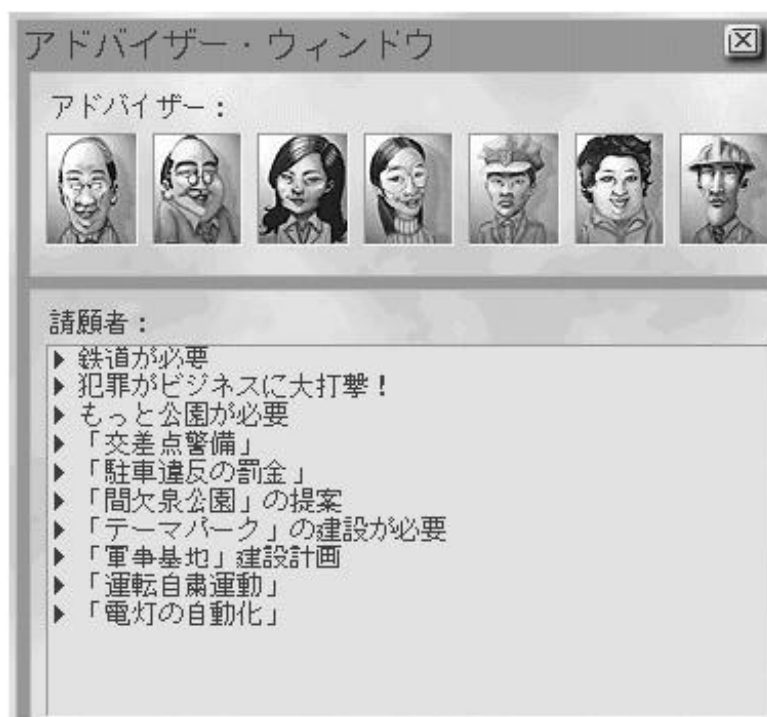 アドバイザー・ウィンドウ
アドバイザー：
請願者：
鉄道が必要
犯罪がビジネスに大打撃！
もっと公園が必要
「交差点警備」
「駐車違反の罰金」
「間欠泉公園」の提案
「テーマパーク」の建設が必要
「軍事基地」建設計画
「運転自粛運動」
「電灯の自動化」